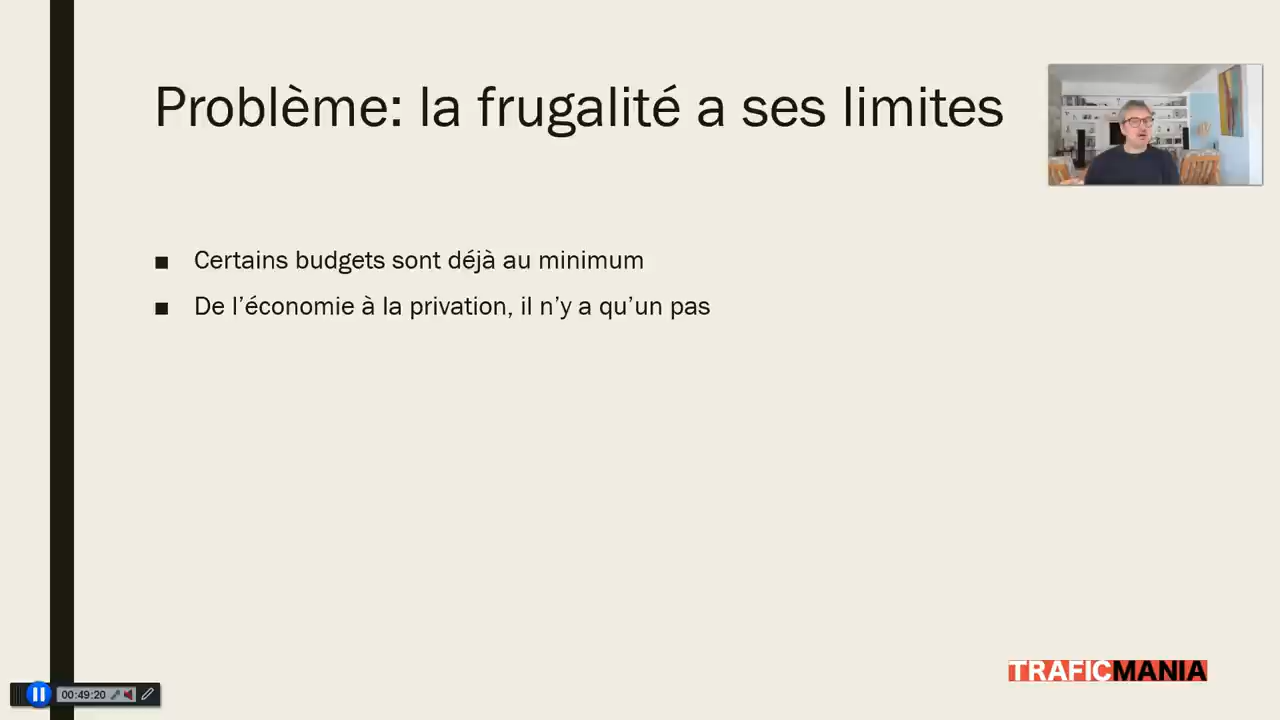 Problème: la frugalité a ses limites
■ Certains budgets sont déjà au minimum
■ De l’économie à la privation, il n’y a qu’un pas
TRAFICMANIA
00:49:20